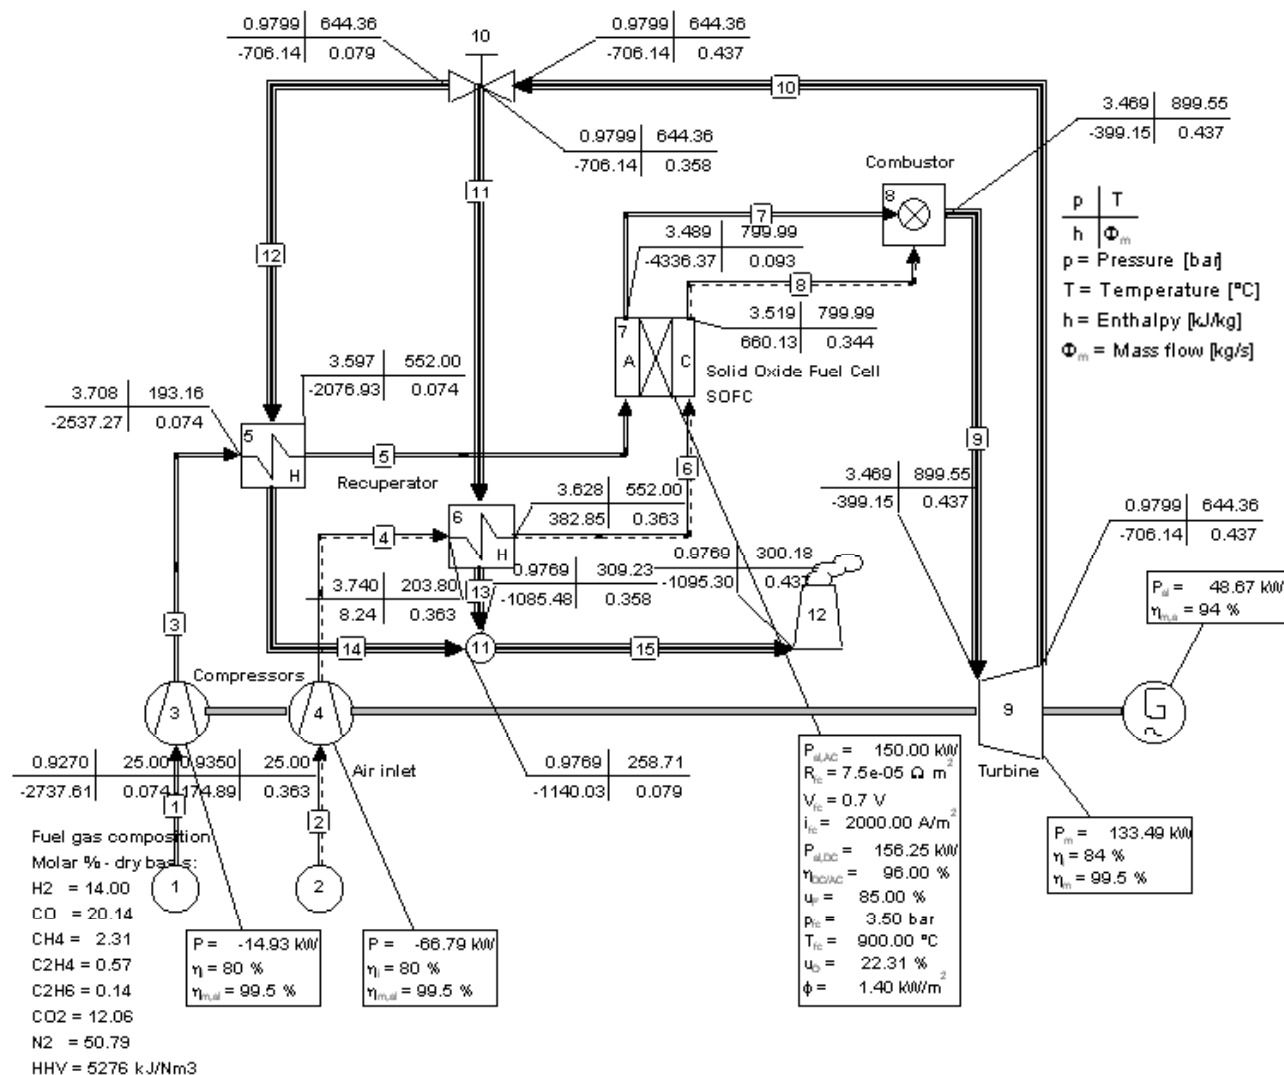 0.9799 644.36
-706.14 0.079
10
0.9799 644.36
-706.14 0.437
10
3.469 899.55
-399.15 0.437
0.9799 644.36
-706.14 0.358
Combustor
8
p T
h Φm
p = Pressure [bar]
T = Temperature [°C]
h = Enthalpy [kJ/kg]
Φm = Mass flow [kg/s]
11
7
12
3.489 799.99
-4336.37 0.093
8
3.519 799.99
660.13 0.344
7
A C
Solid Oxide Fuel Cell
SOFC
3.597 552.00
-2076.93 0.074
3.708 193.16
-2537.27 0.074
5
H
5
Recuperator
6
9
3.469 899.55
-399.15 0.437
3.628 552.00
382.85 0.363
6
H
4
0.9799 644.36
-706.14 0.437
0.9769 300.18
-1095.30 0.437
0.9769 309.23
-1085.48 0.358
3.740 203.80
8.24 0.363
13
12
Pel = 48.67 kW
ηm,e = 94 %
3
14
11
15
Compressors
3
4
9
G
~
0.9270 25.00
-2737.61 0.074
0.9350 25.00
174.89 0.363
Air inlet
0.9769 258.71
-1140.03 0.079
Turbine
1
2
1
2
Fuel gas composition
Molar % - dry basis:
H2 = 14.00
CO = 20.14
CH4 = 2.31
C2H4 = 0.57
C2H6 = 0.14
CO2 = 12.06
N2 = 50.79
HHV = 5276 kJ/Nm3
P = -14.93 kW
ηi = 80 %
ηm,el = 99.5 %
P = -66.79 kW
ηi = 80 %
ηm,el = 99.5 %
Pel,AC = 150.00 kW
Rfc = 7.5e-05 Ω m2
Vfc = 0.7 V
ifc = 2000.00 A/m2
Pel,DC = 156.25 kW
ηDC/AC = 96.00 %
uF = 85.00 %
pfc = 3.50 bar
Tfc = 900.00 °C
uO = 22.31 %
ϕ = 1.40 kW/m2
Pm = 133.49 kW
ηi = 84 %
ηm = 99.5 %